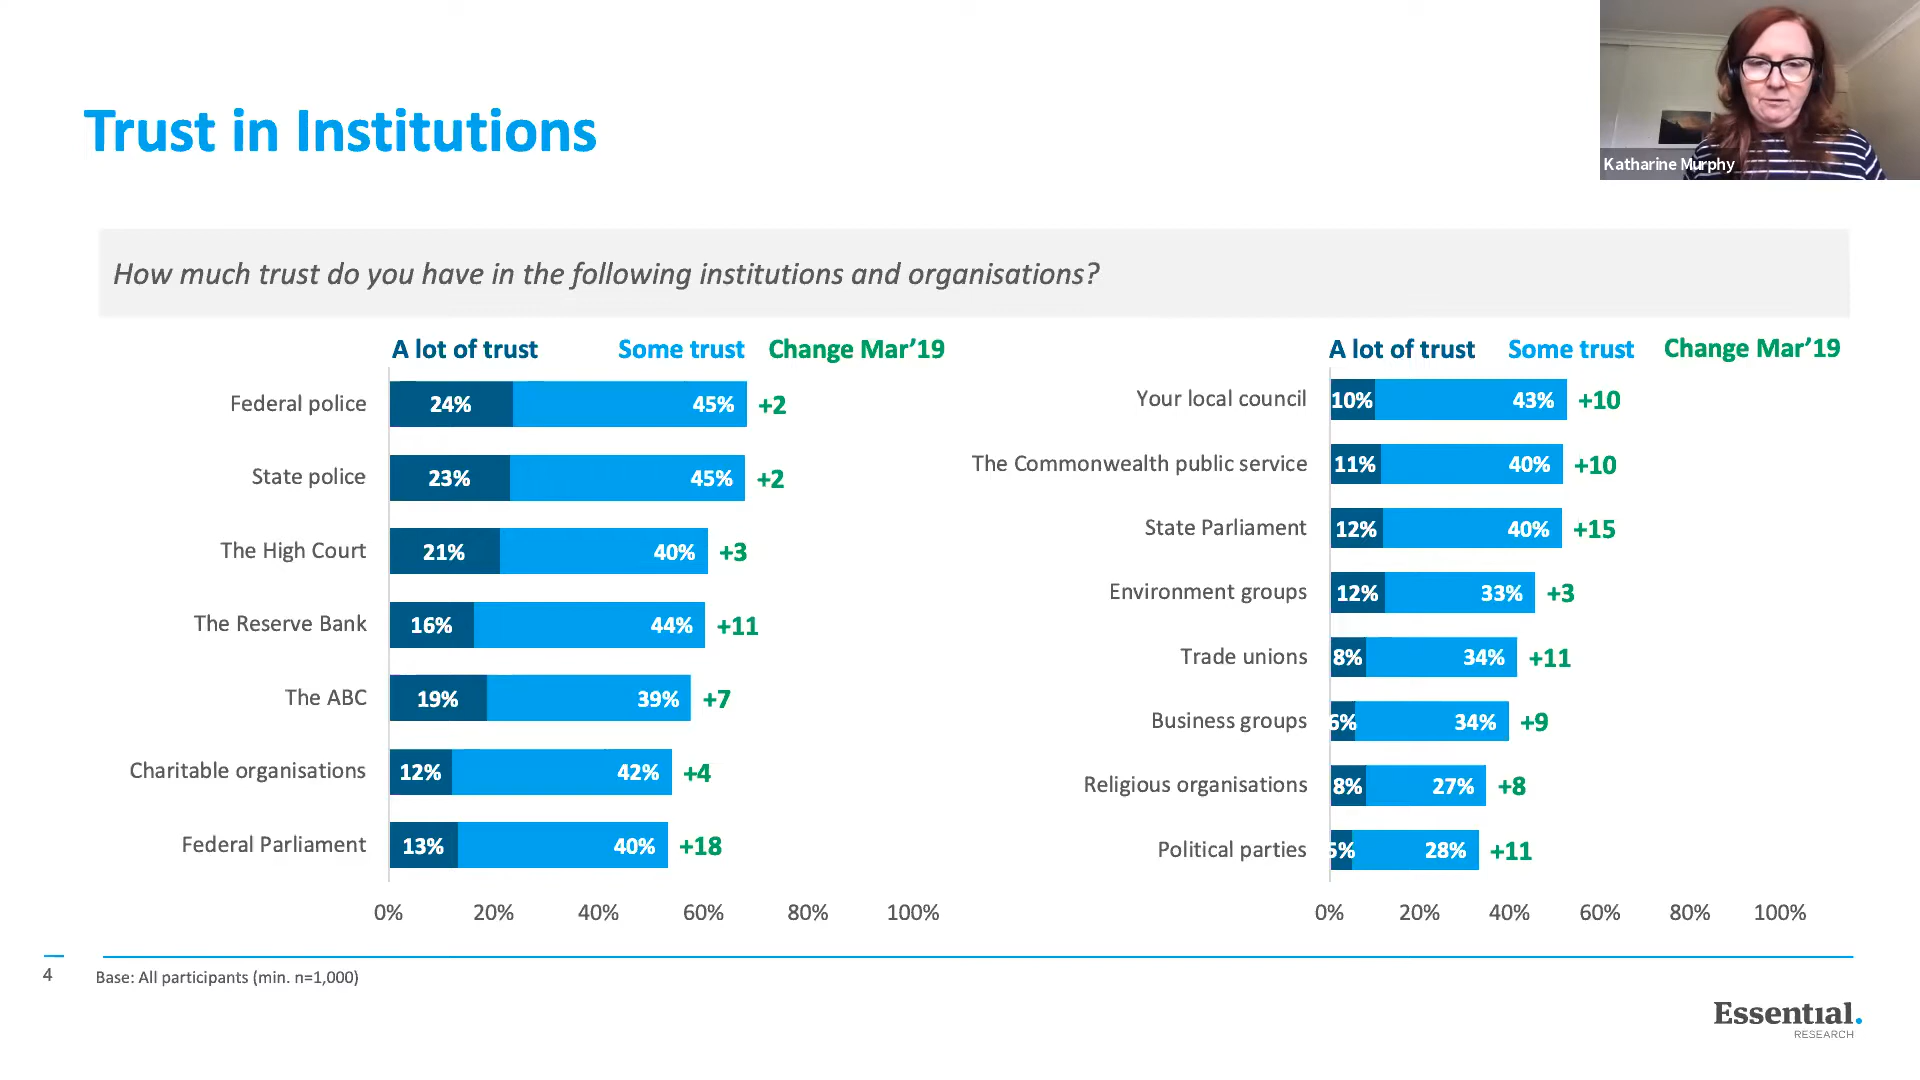 Trust in Institutions
Katharine Murphy
How much trust do you have in the following institutions and organisations?
A lot of trust Some trust Change Mar'19
Federal police 24% 45% +2
State police 23% 45% +2
The High Court 21% 40% +3
The Reserve Bank 16% 44% +11
The ABC 19% 39% +7
Charitable organisations 12% 42% +4
Federal Parliament 13% 40% +18
0% 20% 40% 60% 80% 100%
A lot of trust Some trust Change Mar'19
Your local council 10% 43% +10
The Commonwealth public service 11% 40% +10
State Parliament 12% 40% +15
Environment groups 12% 33% +3
Trade unions 8% 34% +11
Business groups 6% 34% +9
Religious organisations 8% 27% +8
Political parties 5% 28% +11
0% 20% 40% 60% 80% 100%
4
Base: All participants (min. n=1,000)
Essential.
RESEARCH